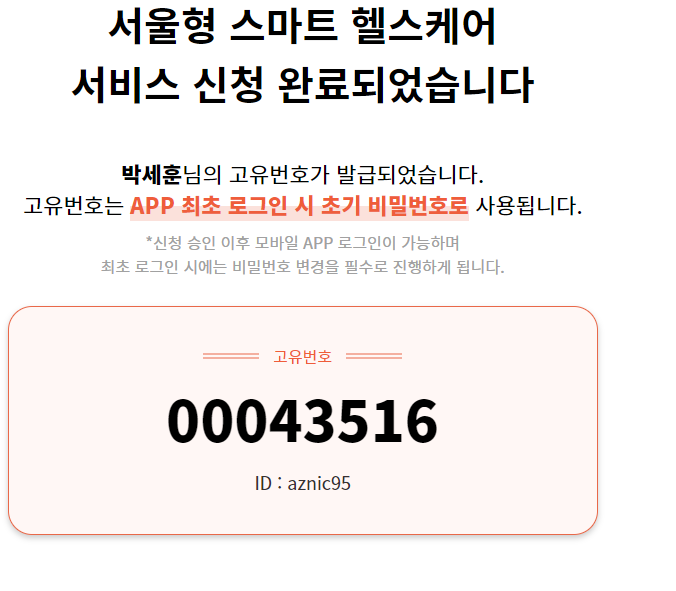 서울형 스마트 헬스케어
서비스 신청 완료되었습니다
박세훈님의 고유번호가 발급되었습니다.
고유번호는 APP 최초 로그인 시 초기 비밀번호로 사용됩니다.
*신청 승인 이후 모바일 APP 로그인이 가능하며
최초 로그인 시에는 비밀번호 변경을 필수로 진행하게 됩니다.
고유번호
00043516
ID : aznic95